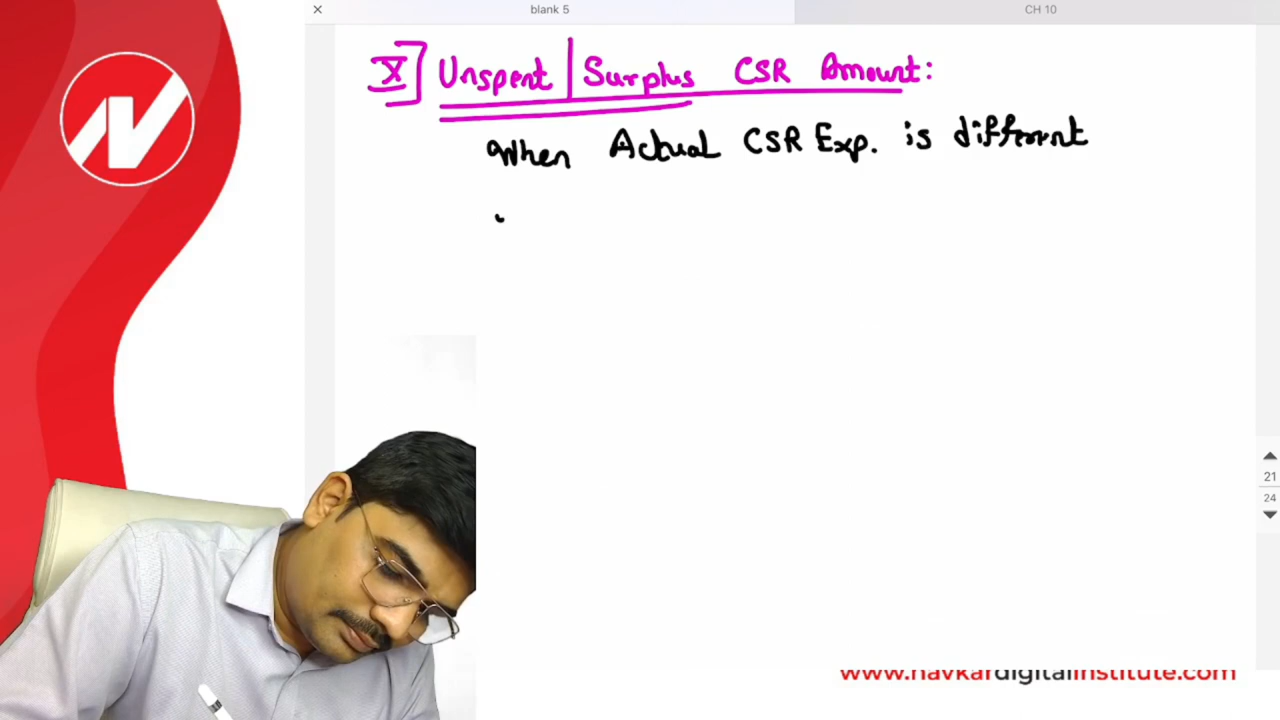 blank 5
CH 10
X] Unspent | Surplus CSR Amount:
When Actual CSR Exp. is different
21
24
www.navkardigitalinstitute.com